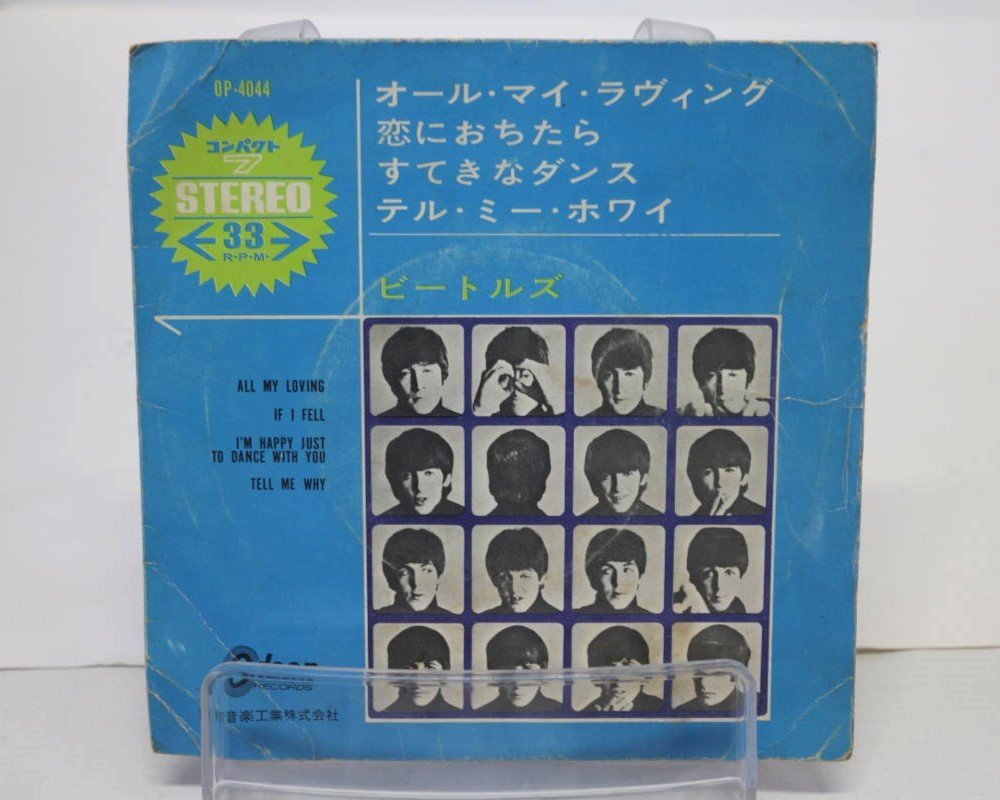 OP-4044
コンパクト
7
STEREO
33
R・P・M・
オール・マイ・ラヴィング
恋におちたら
すてきなダンス
テル・ミー・ホワイ
ビートルズ
ALL MY LOVING
IF I FELL
I'M HAPPY JUST
TO DANCE WITH YOU
TELL ME WHY
RECORDS
音楽工業株式会社